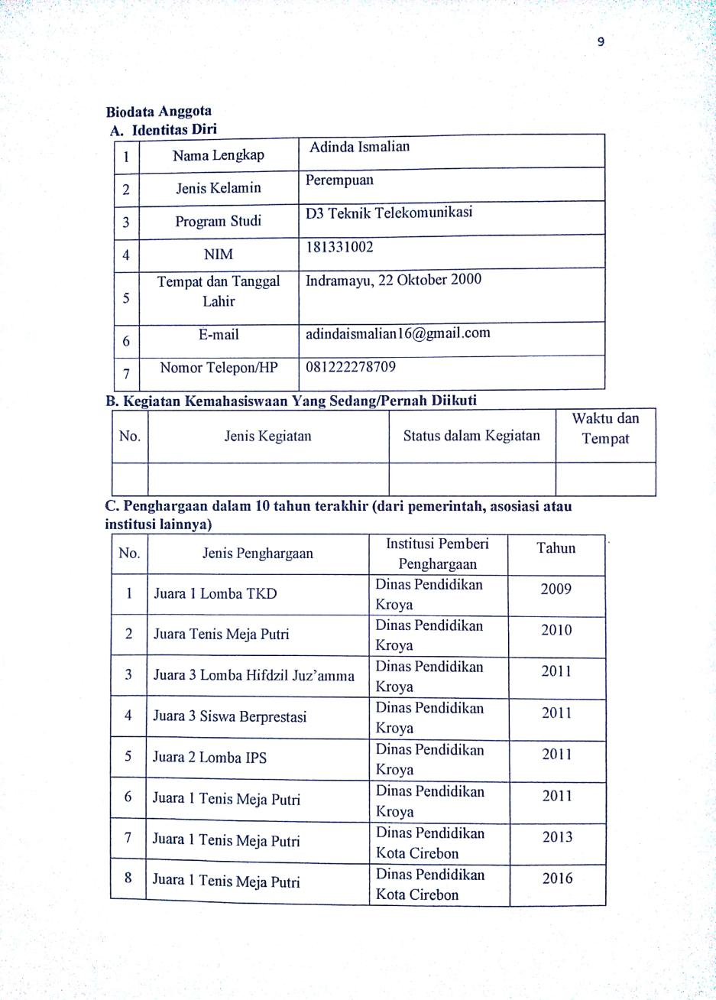 9
Biodata Anggota
A. Identitas Diri
1 Nama Lengkap Adinda Ismalian
2 Jenis Kelamin Perempuan
3 Program Studi D3 Teknik Telekomunikasi
4 NIM 181331002
5 Tempat dan Tanggal Lahir Indramayu, 22 Oktober 2000
6 E-mail adindaismalian16@gmail.com
7 Nomor Telepon/HP 081222278709
B. Kegiatan Kemahasiswaan Yang Sedang/Pernah Diikuti
No. Jenis Kegiatan Status dalam Kegiatan Waktu dan Tempat
C. Penghargaan dalam 10 tahun terakhir (dari pemerintah, asosiasi atau
institusi lainnya)
No. Jenis Penghargaan Institusi Pemberi Penghargaan Tahun
1 Juara 1 Lomba TKD Dinas Pendidikan Kroya 2009
2 Juara Tenis Meja Putri Dinas Pendidikan Kroya 2010
3 Juara 3 Lomba Hifdzil Juz’amma Dinas Pendidikan Kroya 2011
4 Juara 3 Siswa Berprestasi Dinas Pendidikan Kroya 2011
5 Juara 2 Lomba IPS Dinas Pendidikan Kroya 2011
6 Juara 1 Tenis Meja Putri Dinas Pendidikan Kroya 2011
7 Juara 1 Tenis Meja Putri Dinas Pendidikan Kota Cirebon 2013
8 Juara 1 Tenis Meja Putri Dinas Pendidikan Kota Cirebon 2016